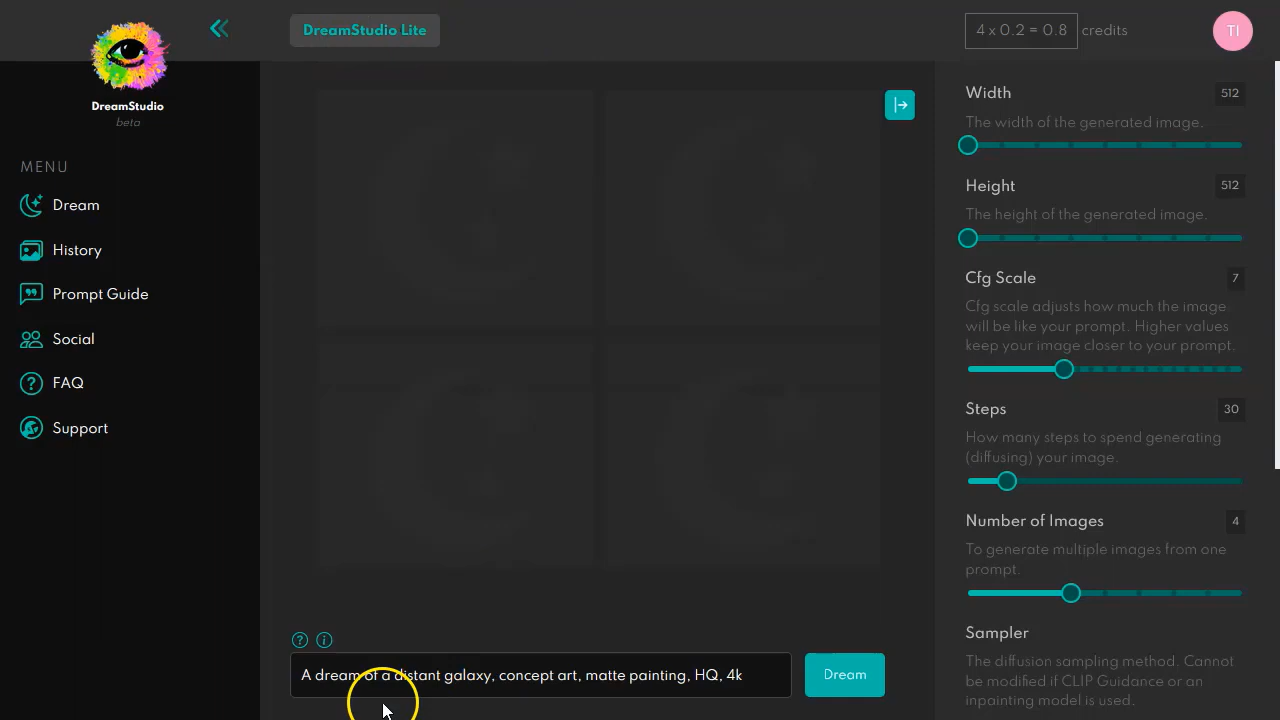 DreamStudio
beta
MENU
Dream
History
Prompt Guide
Social
FAQ
Support
DreamStudio Lite
4 x 0.2 = 0.8 credits
TI
A dream of a distant galaxy, concept art, matte painting, HQ, 4k
Dream
Width 512
The width of the generated image.
Height 512
The height of the generated image.
Cfg Scale 7
Cfg scale adjusts how much the image
will be like your prompt. Higher values
keep your image closer to your prompt.
Steps 30
How many steps to spend generating
(diffusing) your image.
Number of Images 4
To generate multiple images from one
prompt.
Sampler
The diffusion sampling method. Cannot
be modified if CLIP Guidance or an
inpainting model is used.